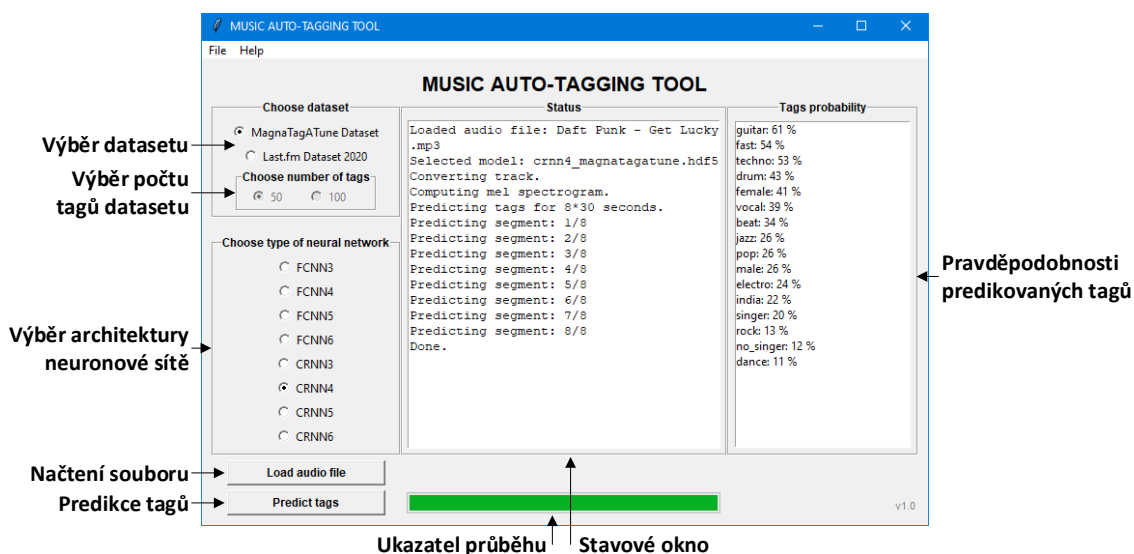 MUSIC AUTO-TAGGING TOOL
File Help
MUSIC AUTO-TAGGING TOOL
Choose dataset
MagnaTagATune Dataset
Last.fm Dataset 2020
Choose number of tags
50 100
Choose type of neural network
FCNN3
FCNN4
FCNN5
FCNN6
CRNN3
CRNN4
CRNN5
CRNN6
Load audio file
Predict tags
Status
Loaded audio file: Daft Punk - Get Lucky
.mp3
Selected model: crnn4_magnatagatune.hdf5
Converting track.
Computing mel spectrogram.
Predicting tags for 8*30 seconds.
Predicting segment: 1/8
Predicting segment: 2/8
Predicting segment: 3/8
Predicting segment: 4/8
Predicting segment: 5/8
Predicting segment: 6/8
Predicting segment: 7/8
Predicting segment: 8/8
Done.
Tags probability
guitar: 61 %
fast: 54 %
techno: 53 %
drum: 43 %
female: 41 %
vocal: 39 %
beat: 34 %
jazz: 26 %
pop: 26 %
male: 26 %
electro: 24 %
india: 22 %
singer: 20 %
rock: 13 %
no_singer: 12 %
dance: 11 %
v1.0
Výběr datasetu
Výběr počtu
tagů datasetu
Výběr architektury
neuronové sítě
Načtení souboru
Predikce tagů
Pravděpodobnosti
predikovaných tagů
Ukazatel průběhu
Stavové okno